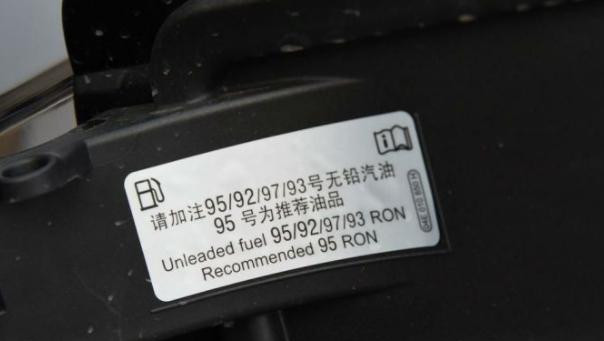 请加注95/92/97/93号无铅汽油
95 号为推荐油品
Unleaded fuel 95/92/97/93 RON
Recommended 95 RON